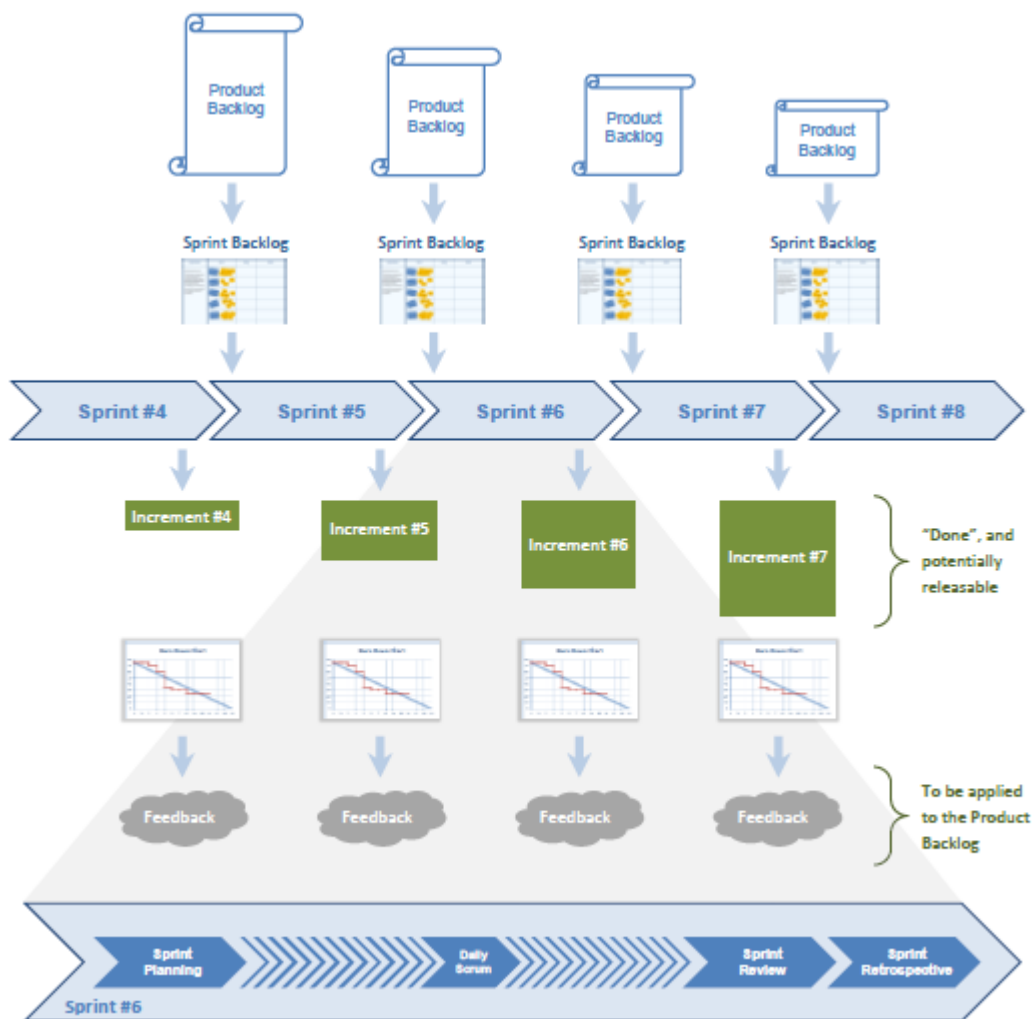 Product
Backlog
Product
Backlog
Product
Backlog
Product
Backlog
Sprint Backlog
Sprint Backlog
Sprint Backlog
Sprint Backlog
Sprint #4
Sprint #5
Sprint #6
Sprint #7
Sprint #8
Increment #4
Increment #5
Increment #6
Increment #7
“Done”, and
potentially
releasable
Feedback
Feedback
Feedback
Feedback
To be applied
to the Product
Backlog
Sprint
Planning
Daily
Scrum
Sprint
Review
Sprint
Retrospective
Sprint #6